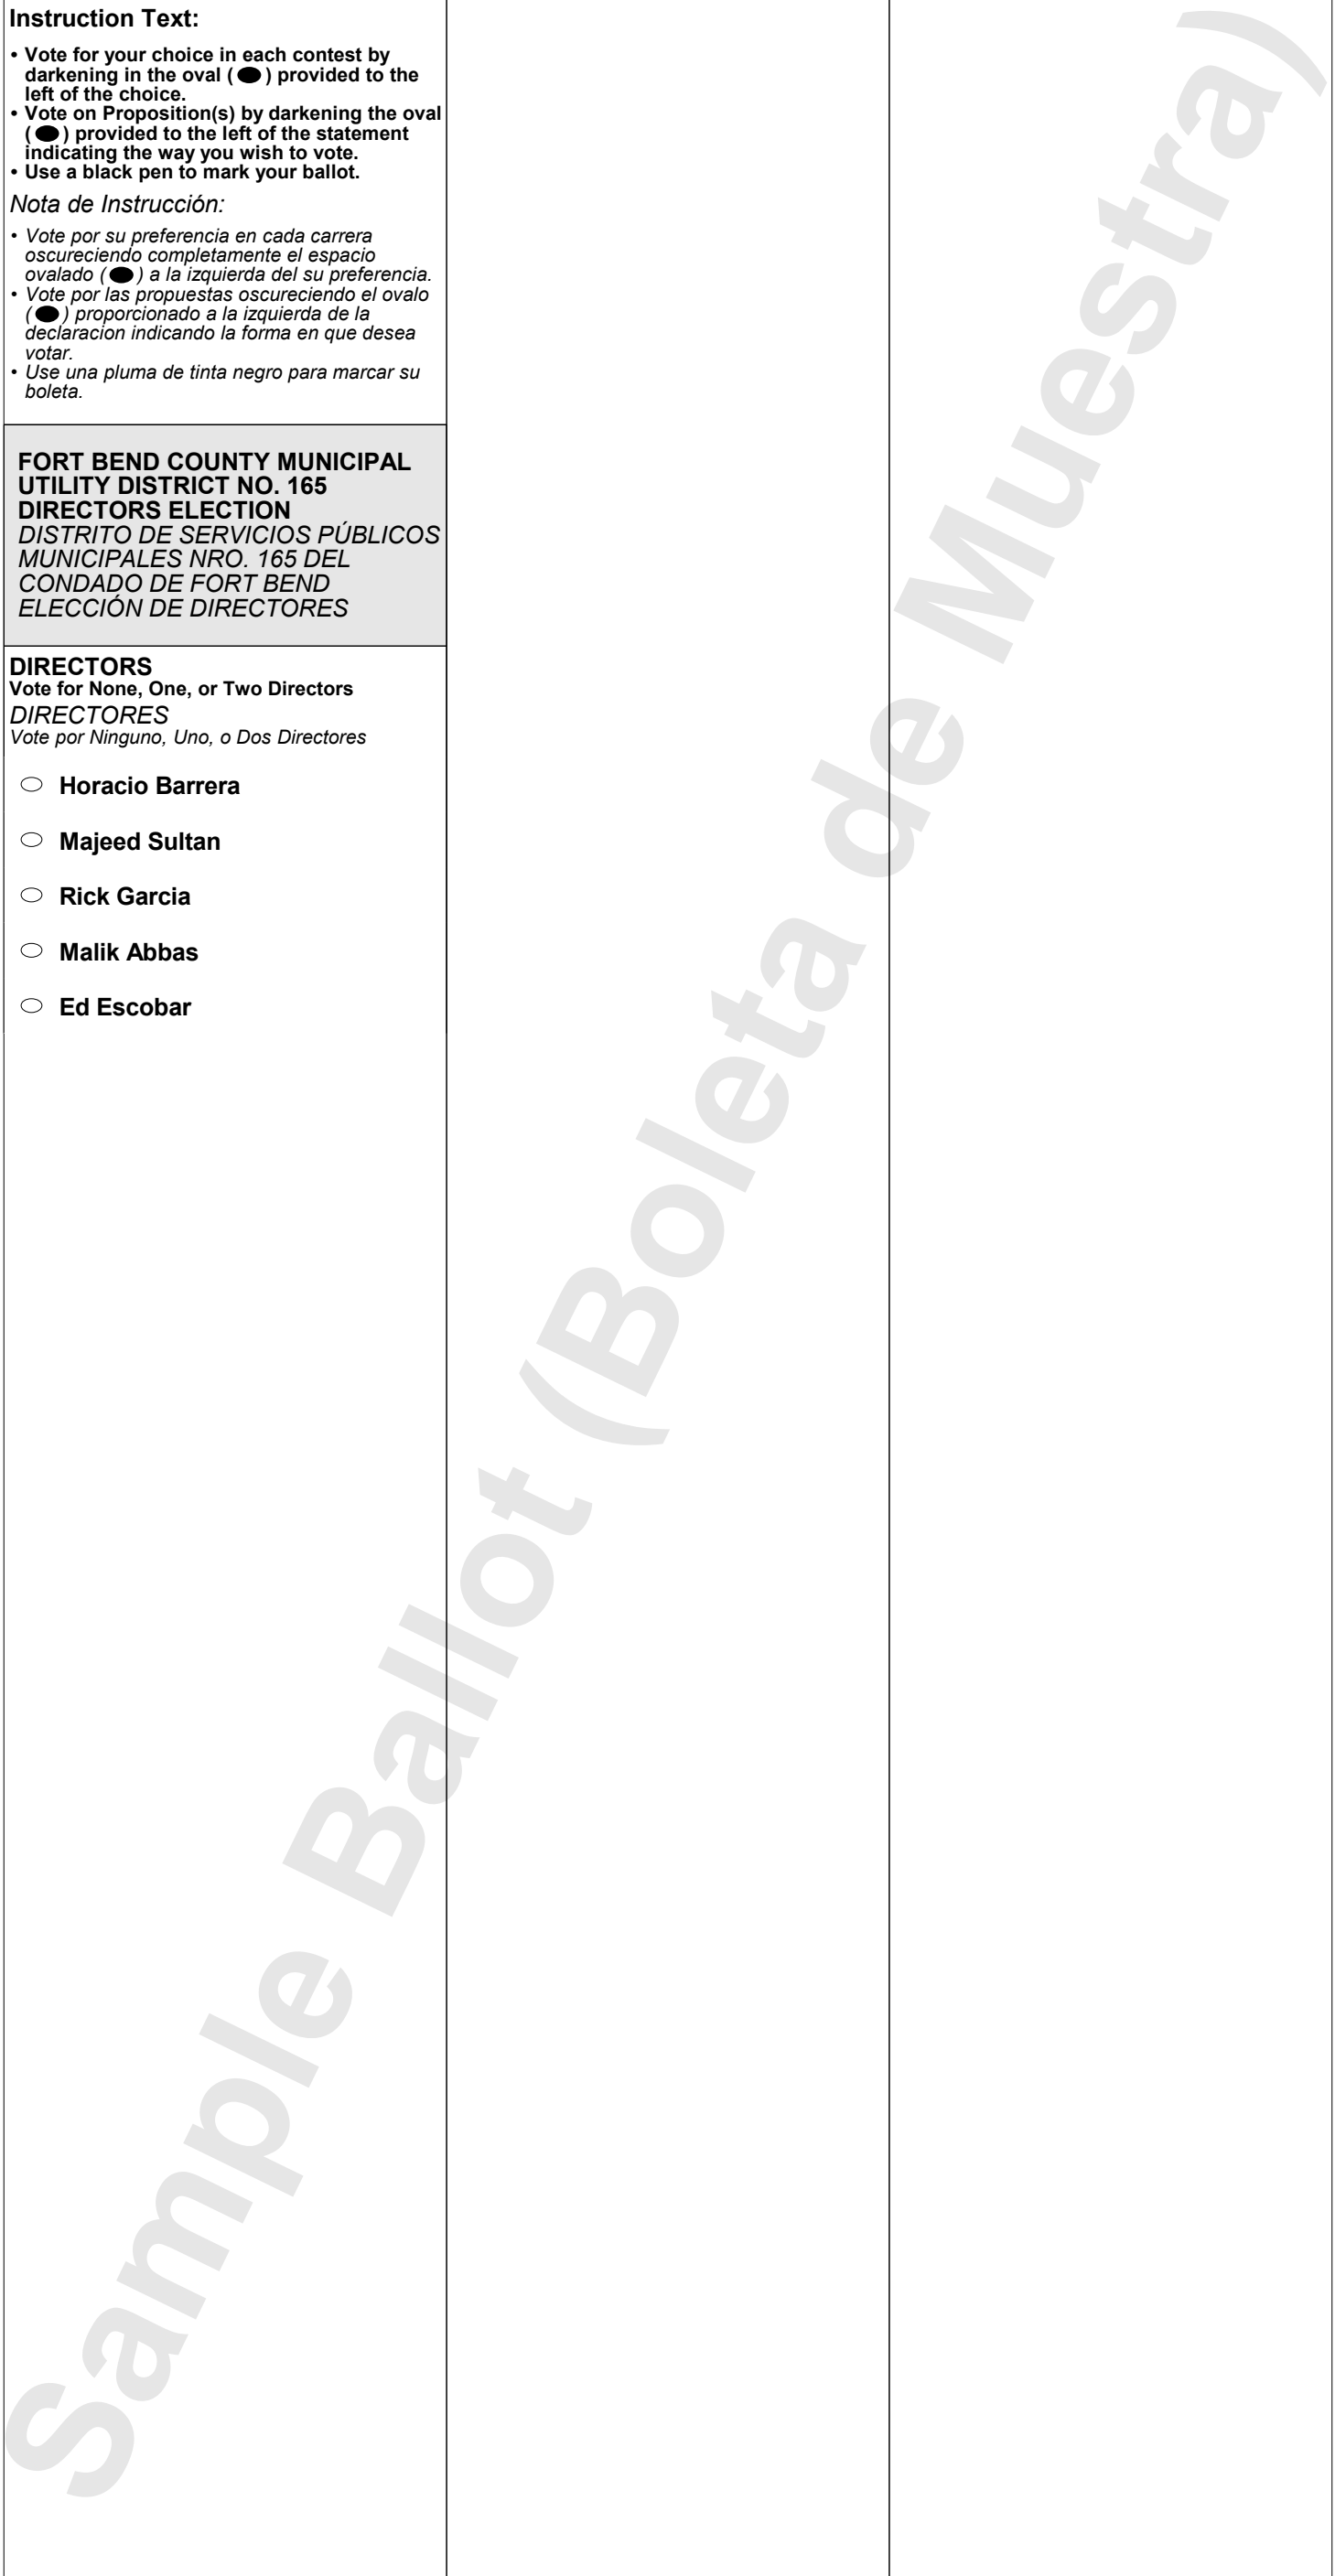 Instruction Text:
• Vote for your choice in each contest by
darkening in the oval (⬬) provided to the
left of the choice.
• Vote on Proposition(s) by darkening the oval
(⬬) provided to the left of the statement
indicating the way you wish to vote.
• Use a black pen to mark your ballot.
Nota de Instrucción:
• Vote por su preferencia en cada carrera
oscureciendo completamente el espacio
ovalado (⬬) a la izquierda del su preferencia.
• Vote por las propuestas oscureciendo el ovalo
(⬬) proporcionado a la izquierda de la
declaracion indicando la forma en que desea
votar.
• Use una pluma de tinta negro para marcar su
boleta.
FORT BEND COUNTY MUNICIPAL
UTILITY DISTRICT NO. 165
DIRECTORS ELECTION
DISTRITO DE SERVICIOS PÚBLICOS
MUNICIPALES NRO. 165 DEL
CONDADO DE FORT BEND
ELECCIÓN DE DIRECTORES
DIRECTORS
Vote for None, One, or Two Directors
DIRECTORES
Vote por Ninguno, Uno, o Dos Directores
Horacio Barrera
Majeed Sultan
Rick Garcia
Malik Abbas
Ed Escobar
Sample Ballot (Boleta de Muestra)